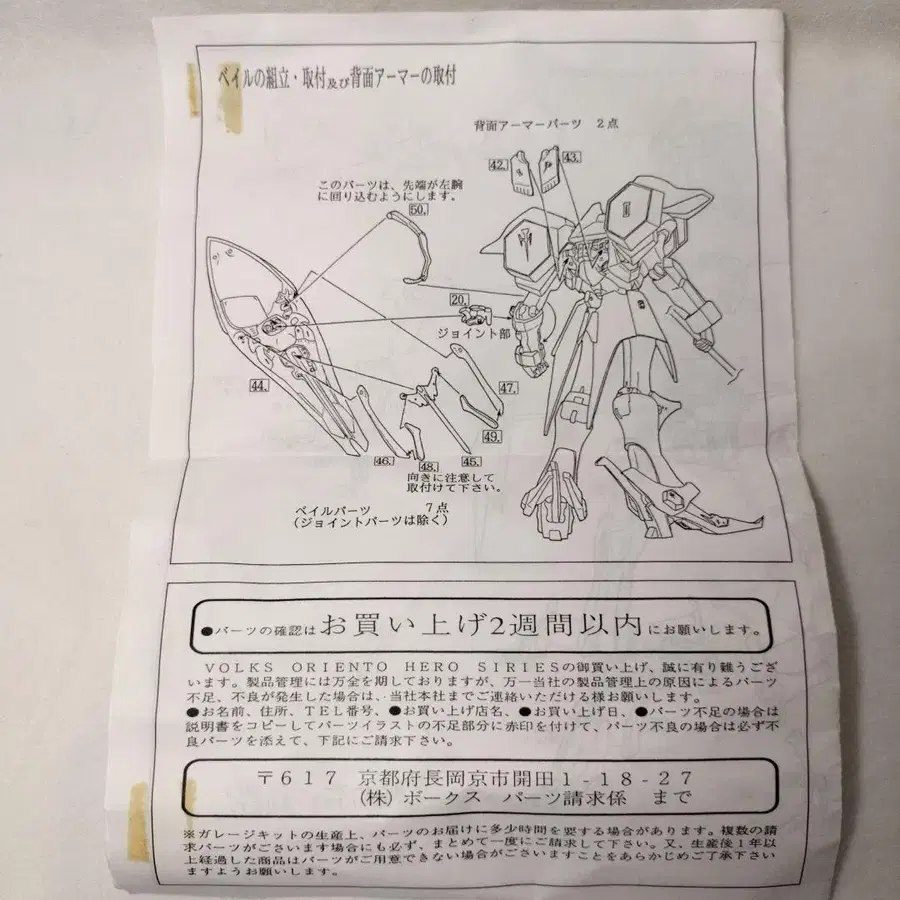 ベイルの組立・取付及び背面アーマーの取付
背面アーマーパーツ 2点
42.
43.
このパーツは、先端が左腕
に回り込むようにします。
50.
20.
ジョイント部
44.
47.
49.
46.
48.
45.
向きに注意して
取付けて下さい。
ベイルパーツ 7点
(ジョイントパーツは除く)
●パーツの確認はお買い上げ2週間以内にお願いします。
VOLKS ORIENTO HERO SIRIESの御買い上げ、誠に有り難うござ
います。製品管理には万全を期しておりますが、万一当社の製品管理上の原因によるパーツ
不足、不良が発生した場合は、当社本社までご連絡いただける様お願いします。
●お名前、住所、TEL番号、●お買い上げ店名、●お買い上げ日、●パーツ不足の場合は
説明書をコピーしてパーツイラストの不足部分に赤印を付けて、パーツ不良の場合は必ず不
良パーツを添えて、下記にご請求下さい。
〒617 京都府長岡京市開田1-18-27
(株)ボークス パーツ請求係 まで
※ガレージキットの生産上、パーツのお届けに多少時間を要する場合があります。複数の請
求パーツがございます場合にも必ず、まとめて一度にご請求して下さい。又、生産後1年以
上経過した商品はパーツがご用意できない場合がございますことをあらかじめご了承下さい
ますようお願いします。